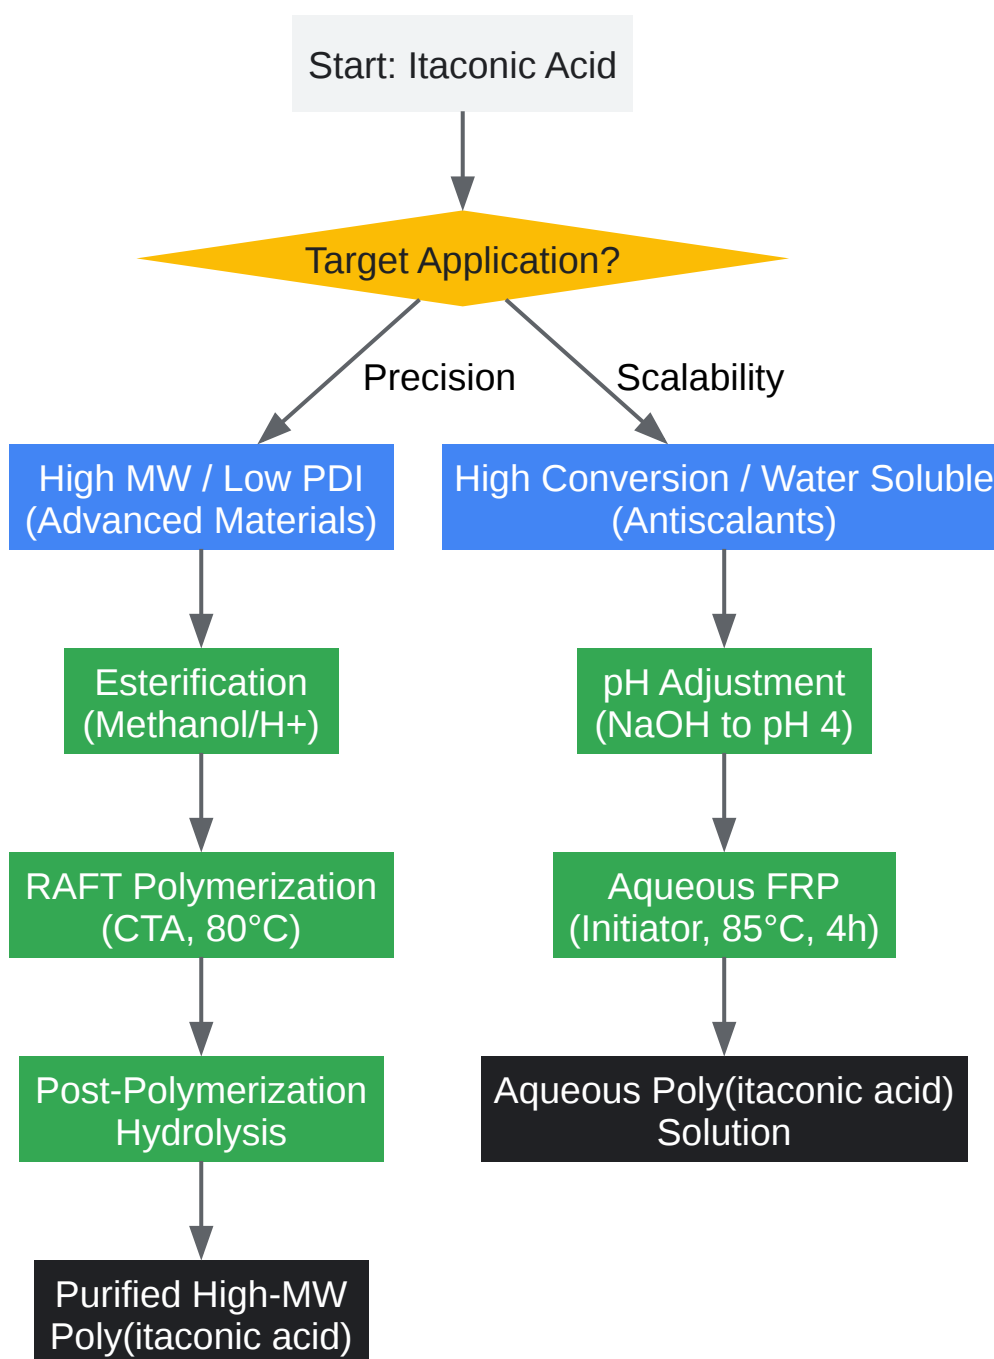 Start: Itaconic Acid
Target Application?
Precision
Scalability
High MW / Low PDI
(Advanced Materials)
High Conversion / Water Soluble
(Antiscalants)
Esterification
(Methanol/H+)
pH Adjustment
(NaOH to pH 4)
RAFT Polymerization
(CTA, 80°C)
Aqueous FRP
(Initiator, 85°C, 4h)
Post-Polymerization
Hydrolysis
Aqueous Poly(itaconic acid)
Solution
Purified High-MW
Poly(itaconic acid)